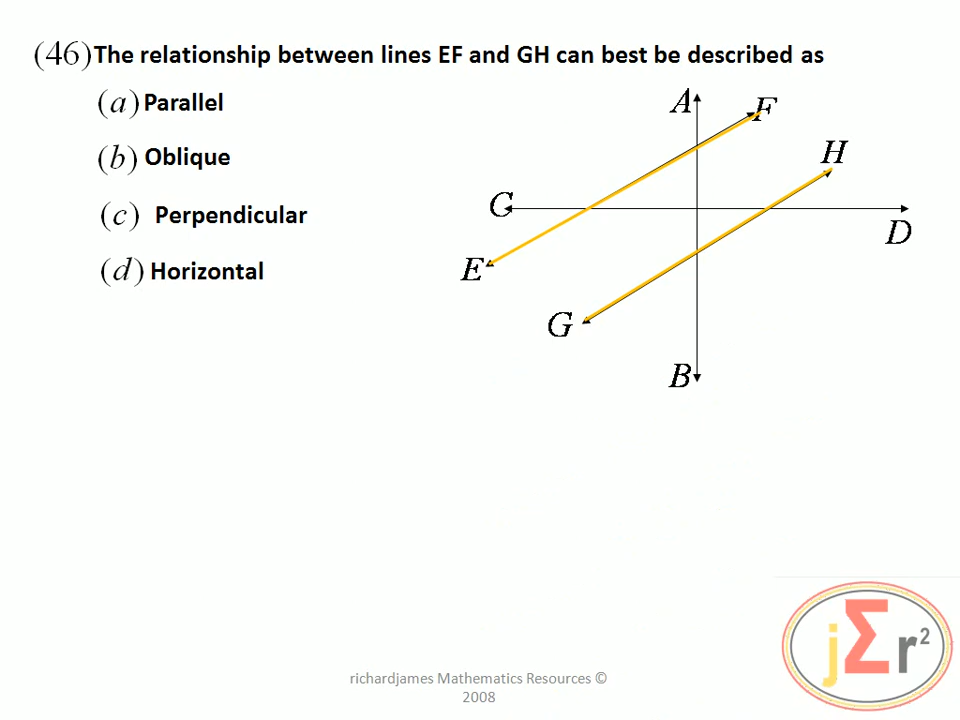 (46) The relationship between lines EF and GH can best be described as
(a) Parallel
(b) Oblique
(c) Perpendicular
(d) Horizontal
A
F
H
C
D
E
G
B
jΣr²
richardjames Mathematics Resources ©
2008